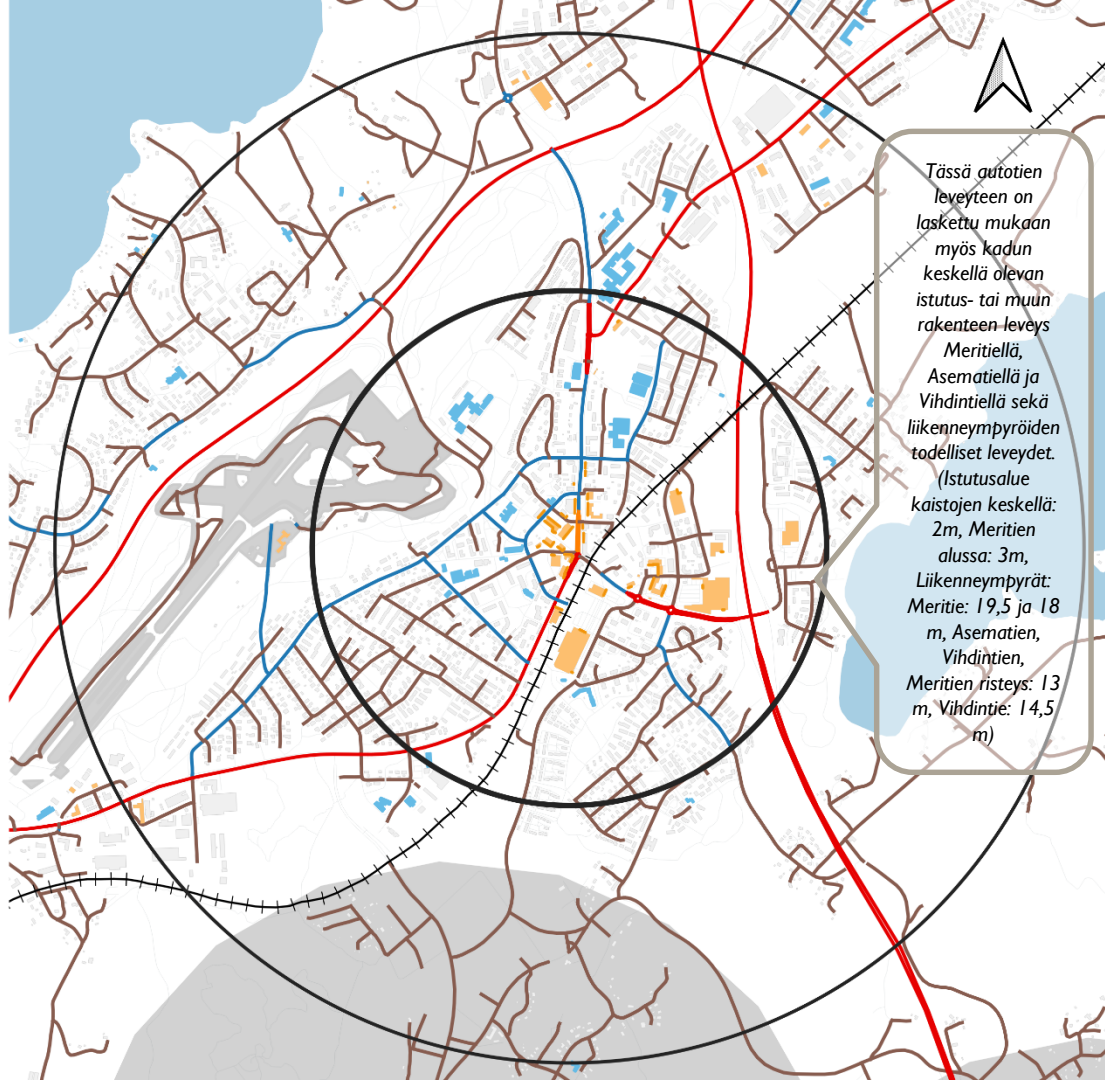 Tässä autotien
leveyteen on
laskettu mukaan
myös kadun
keskellä olevan
istutus- tai muun
rakenteen leveys
Meritiellä,
Asematiellä ja
Vihdintiellä sekä
liikenneympyröiden
todelliset leveydet.
(Istutusalue
kaistojen keskellä:
2m, Meritien
alussa: 3m,
Liikenneympyrät:
Meritie: 19,5 ja 18
m, Asematien,
Vihdintien,
Meritien risteys: 13
m, Vihdintie: 14,5
m)